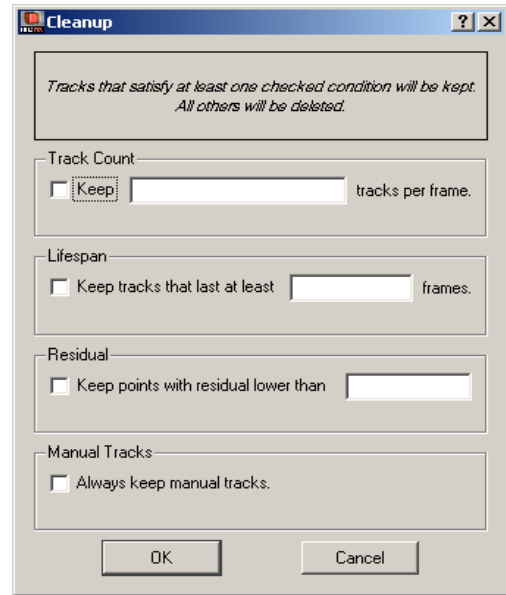 Cleanup
Tracks that satisfy at least one checked condition will be kept.
All others will be deleted.
Track Count
Keep tracks per frame.
Lifespan
Keep tracks that last at least frames.
Residual
Keep points with residual lower than
Manual Tracks
Always keep manual tracks.
OK Cancel